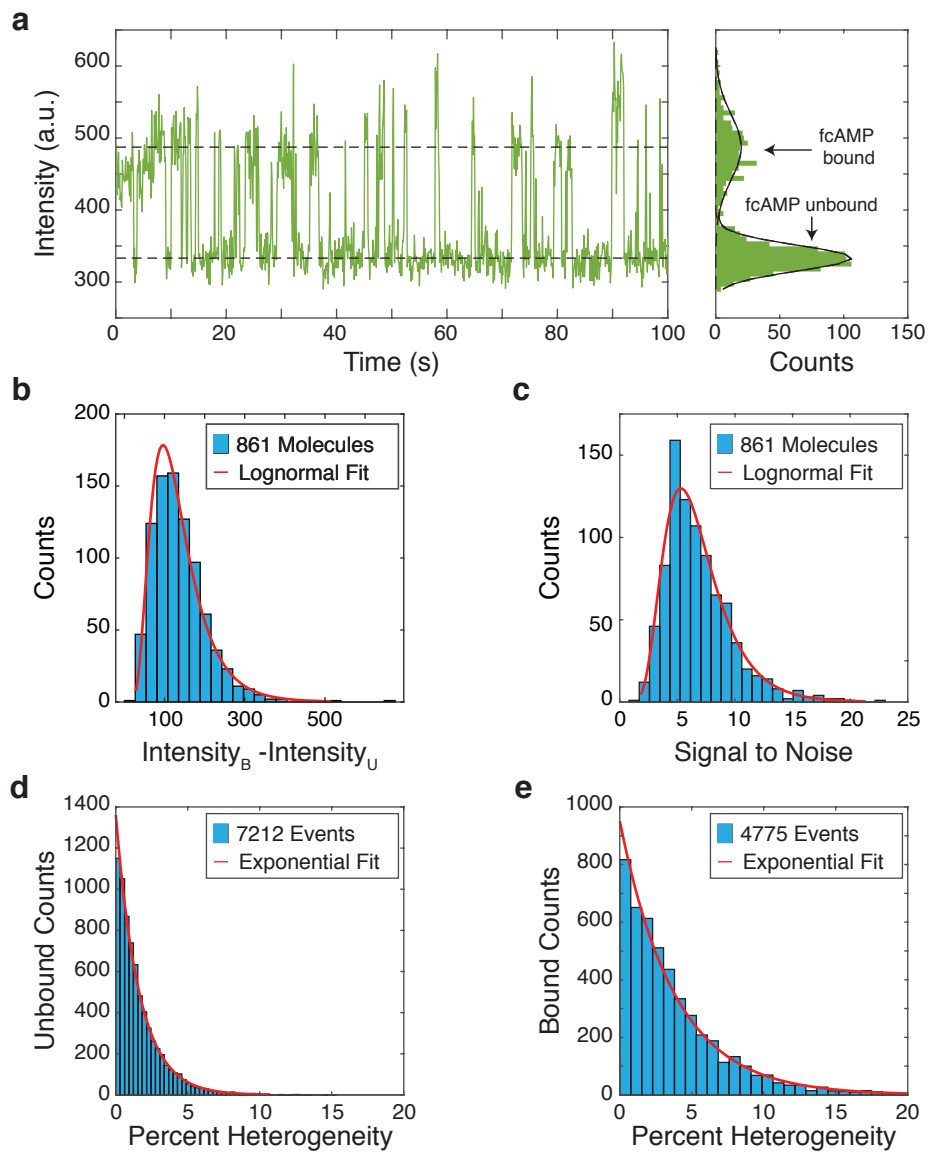 a
600
500
400
300
Intensity (a.u.)
0 20 40 60 80 100
Time (s)
fcAMP
bound
fcAMP unbound
0 50 100 150
Counts
b
200
150
100
50
0
Counts
861 Molecules
Lognormal Fit
100 300 500
Intensity_B -Intensity_U
c
150
100
50
0
Counts
861 Molecules
Lognormal Fit
0 5 10 15 20 25
Signal to Noise
d
1400
1200
1000
800
600
400
200
0
Unbound Counts
7212 Events
Exponential Fit
0 5 10 15 20
Percent Heterogeneity
e
1000
800
600
400
200
0
Bound Counts
4775 Events
Exponential Fit
0 5 10 15 20
Percent Heterogeneity